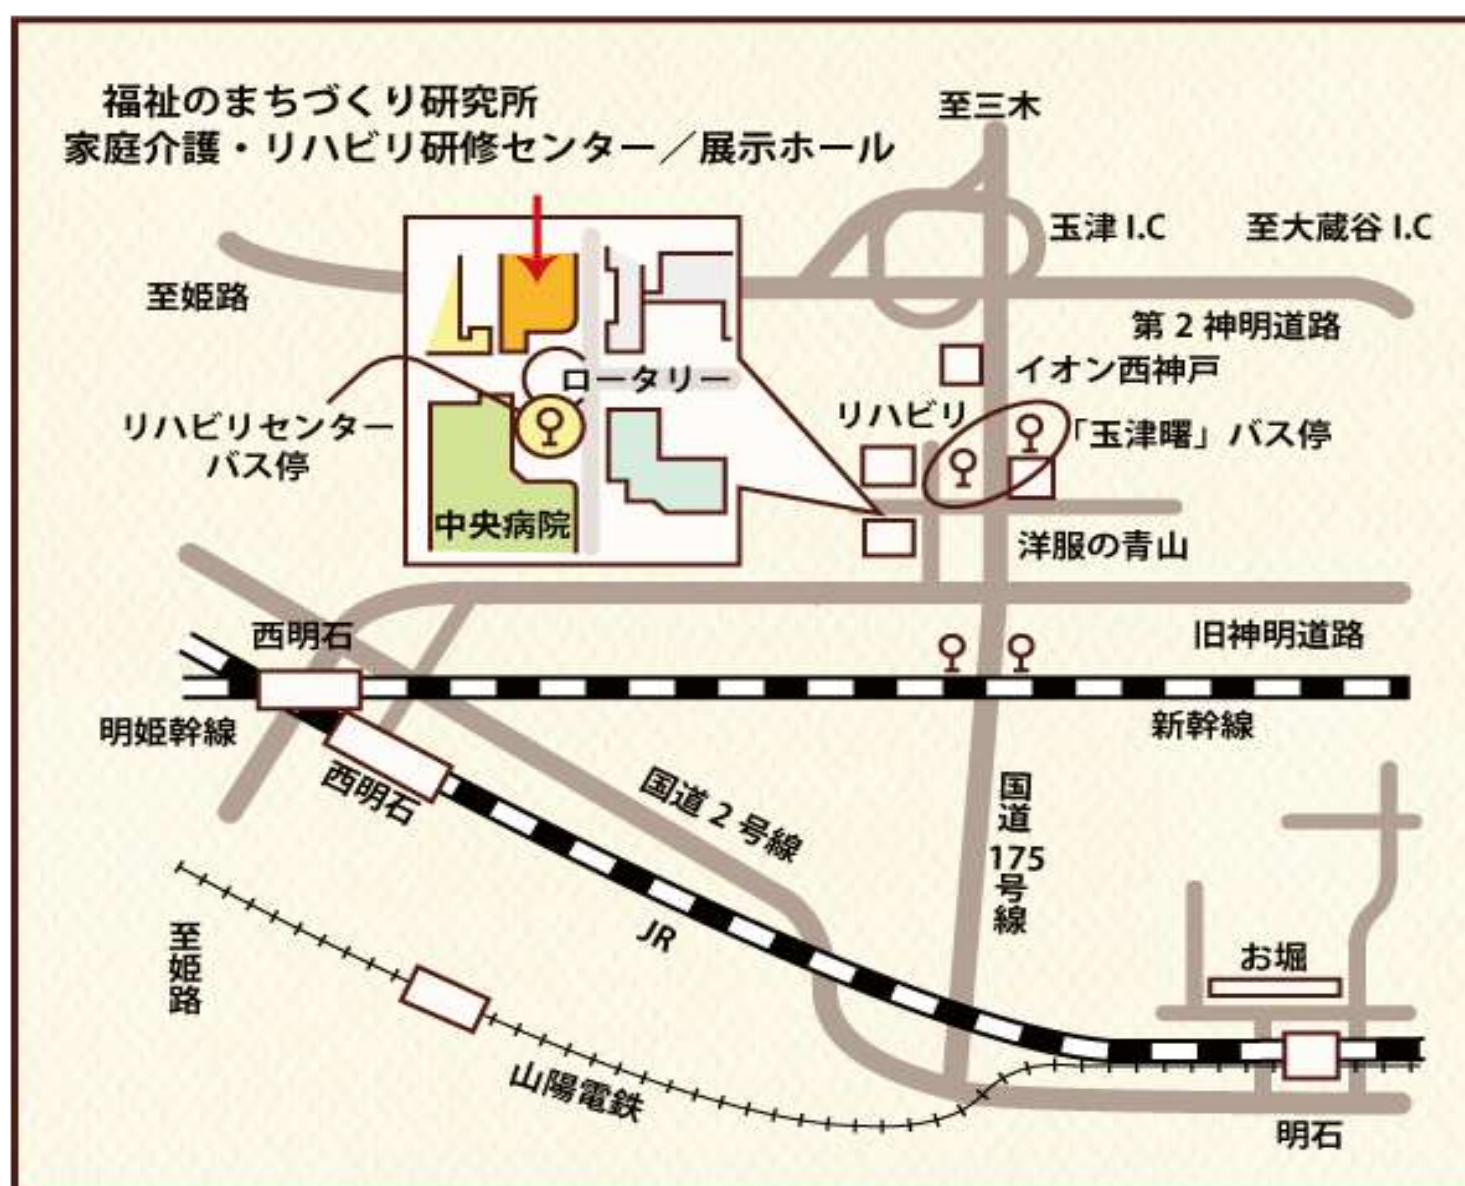 福祉のまちづくり研究所
家庭介護・リハビリ研修センター／展示ホール
至三木
玉津 I.C
至大蔵谷 I.C
至姫路
第 2 神明道路
イオン西神戸
ロータリー
リハビリ
リハビリセンター
バス停
「玉津曙」バス停
中央病院
洋服の青山
西明石
旧神明道路
明姫幹線
新幹線
西明石
国道 2 号線
国道175号線
JR
至姫路
お堀
山陽電鉄
明石